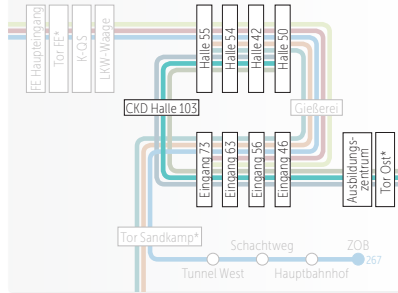 FE Haupteingang
Tor FE*
K-QS
LKW-Waage
Halle 55
Halle 54
Halle 42
Halle 50
CKD Halle 103
Gießerei
Eingang 73
Eingang 63
Eingang 56
Eingang 46
Ausbildungs-
zentrum
Tor Ost*
Tor Sandkamp*
Schachtweg
ZOB
267
Tunnel West
Hauptbahnhof